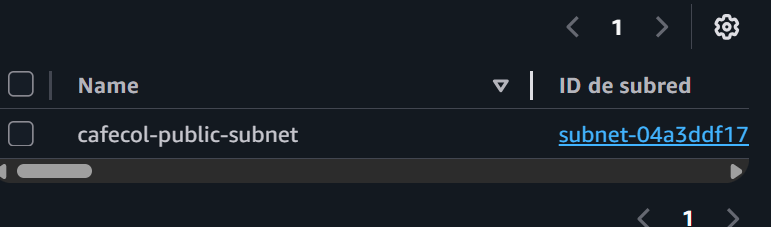 1
Name ID de subred
cafecol-public-subnet subnet-04a3ddf17
1